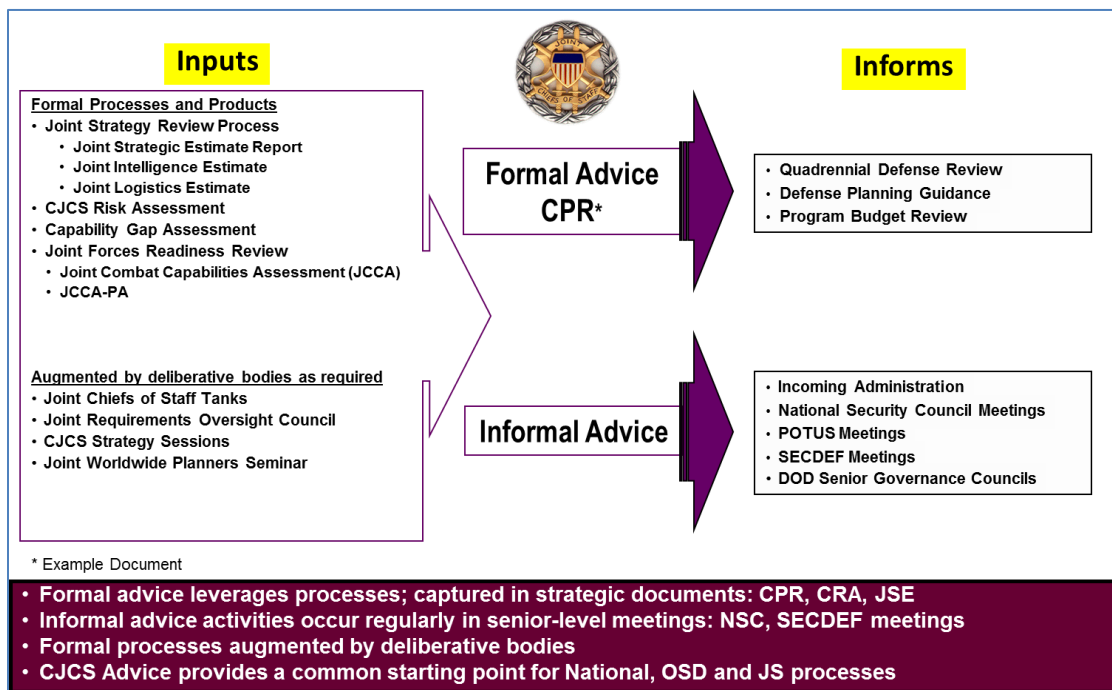 Inputs
Formal Processes and Products
• Joint Strategy Review Process
• Joint Strategic Estimate Report
• Joint Intelligence Estimate
• Joint Logistics Estimate
• CJCS Risk Assessment
• Capability Gap Assessment
• Joint Forces Readiness Review
• Joint Combat Capabilities Assessment (JCCA)
• JCCA-PA
Augmented by deliberative bodies as required
• Joint Chiefs of Staff Tanks
• Joint Requirements Oversight Council
• CJCS Strategy Sessions
• Joint Worldwide Planners Seminar
* Example Document
JOINT
CHIEFS OF STAFF
Formal Advice
CPR*
Informal Advice
Informs
• Quadrennial Defense Review
• Defense Planning Guidance
• Program Budget Review
• Incoming Administration
• National Security Council Meetings
• POTUS Meetings
• SECDEF Meetings
• DOD Senior Governance Councils
• Formal advice leverages processes; captured in strategic documents: CPR, CRA, JSE
• Informal advice activities occur regularly in senior-level meetings: NSC, SECDEF meetings
• Formal processes augmented by deliberative bodies
• CJCS Advice provides a common starting point for National, OSD and JS processes